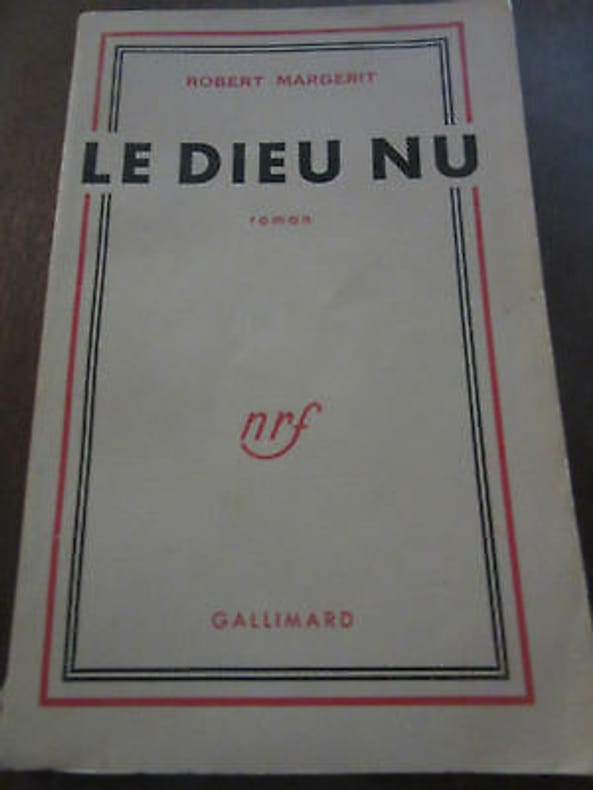 ROBERT MARGERIT
LE DIEU NU
roman
nrf
GALLIMARD